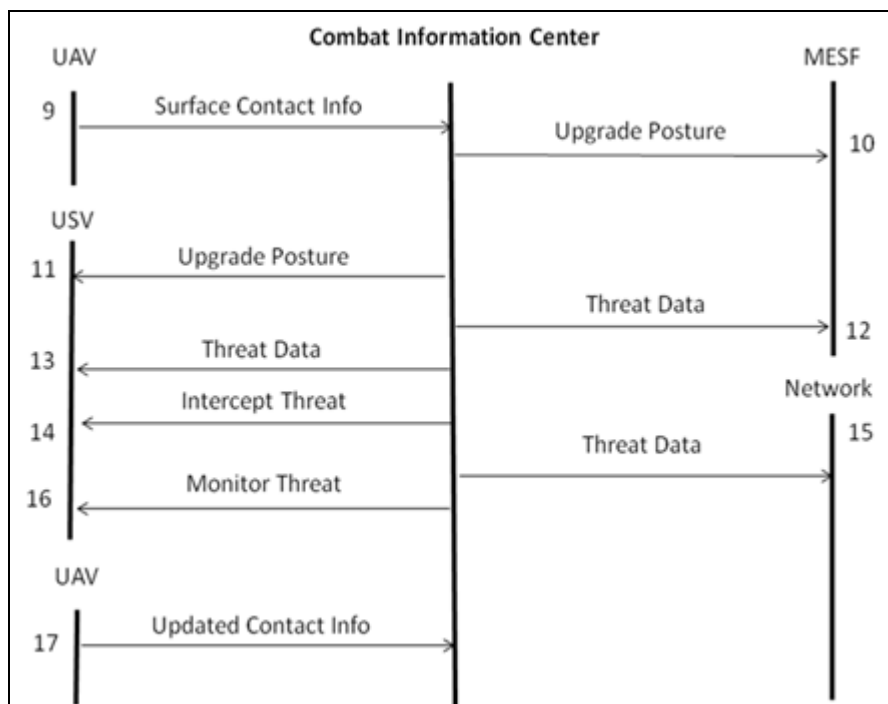 Combat Information Center
UAV
MESF
9
Surface Contact Info
Upgrade Posture
10
USV
11
Upgrade Posture
Threat Data
12
13
Threat Data
Network
Intercept Threat
14
15
Threat Data
16
Monitor Threat
UAV
17
Updated Contact Info